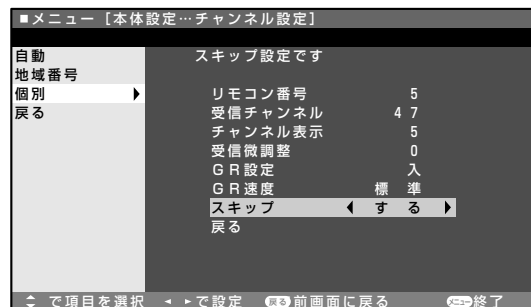 ■メニュー [本体設定…チャンネル設定]
自動
地域番号
個別
戻る
スキップ設定です
リモコン番号 5
受信チャンネル 47
チャンネル表示 5
受信微調整 0
GR設定 入
GR速度 標準
スキップ する
戻る
で項目を選択 で設定 戻る 前画面に戻る メニュー 終了